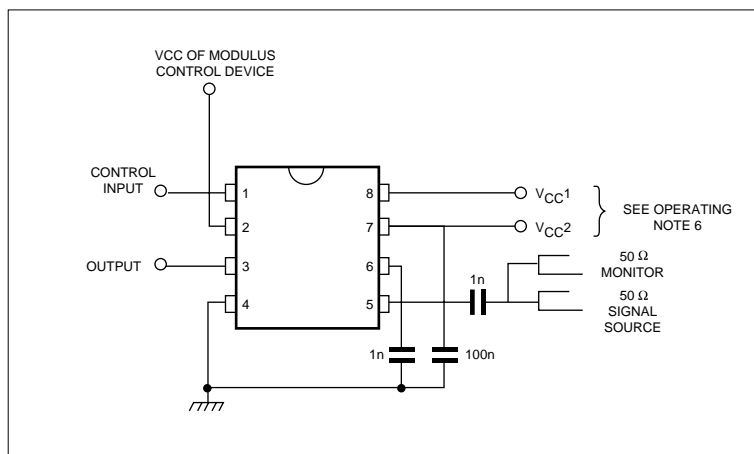 VCC OF MODULUS
CONTROL DEVICE
CONTROL
INPUT
OUTPUT
1
2
3
4
8
7
6
5
VCC1
VCC2
SEE OPERATING
NOTE 6
1n
50 Ω
MONITOR
50 Ω
SIGNAL
SOURCE
1n
100n